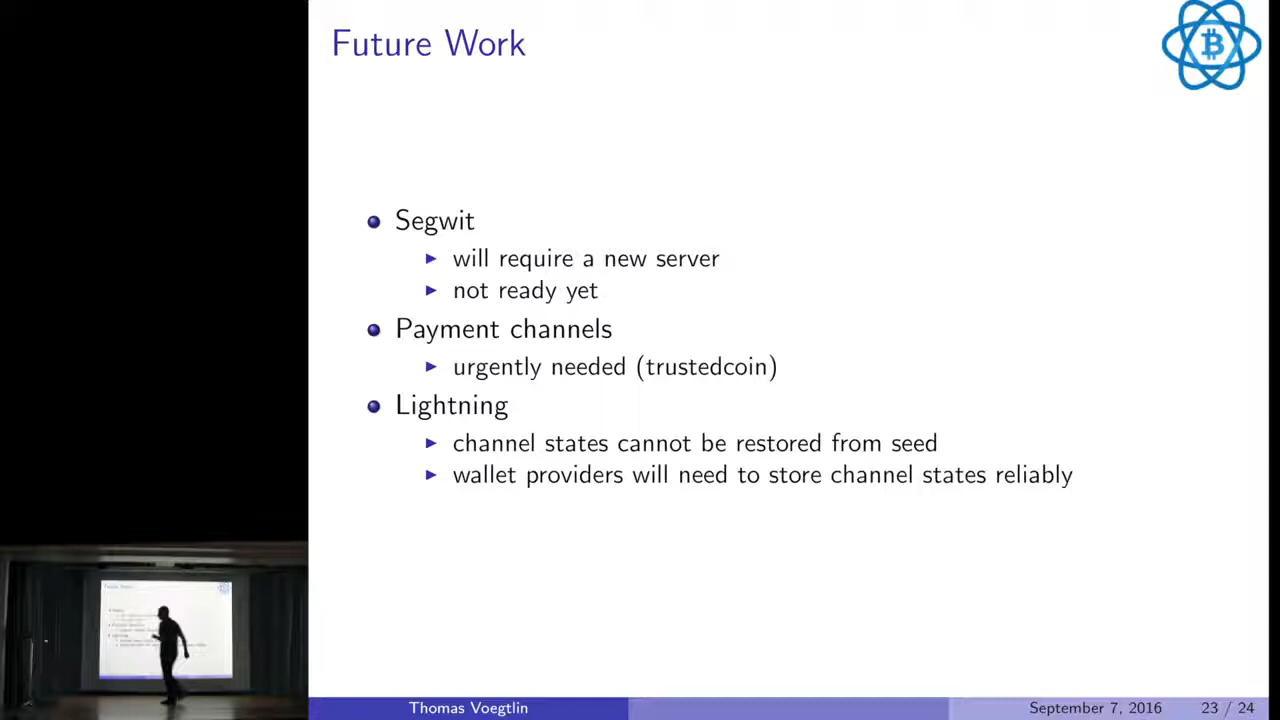 Future Work
Segwit
will require a new server
not ready yet
Payment channels
urgently needed (trustedcoin)
Lightning
channel states cannot be restored from seed
wallet providers will need to store channel states reliably
Thomas Voegtlin
September 7, 2016
23 / 24